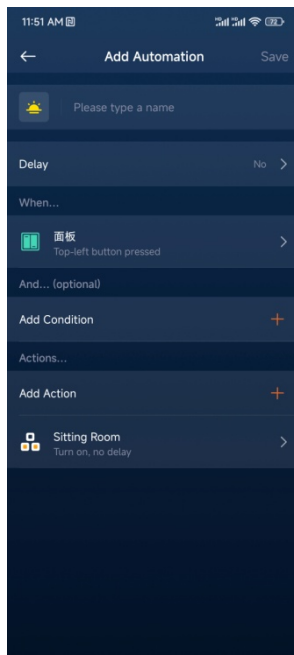 11:51 AM
Add Automation
Save
Please type a name
Delay
No
When...
面板
Top-left button pressed
And... (optional)
Add Condition
Actions...
Add Action
Sitting Room
Turn on, no delay